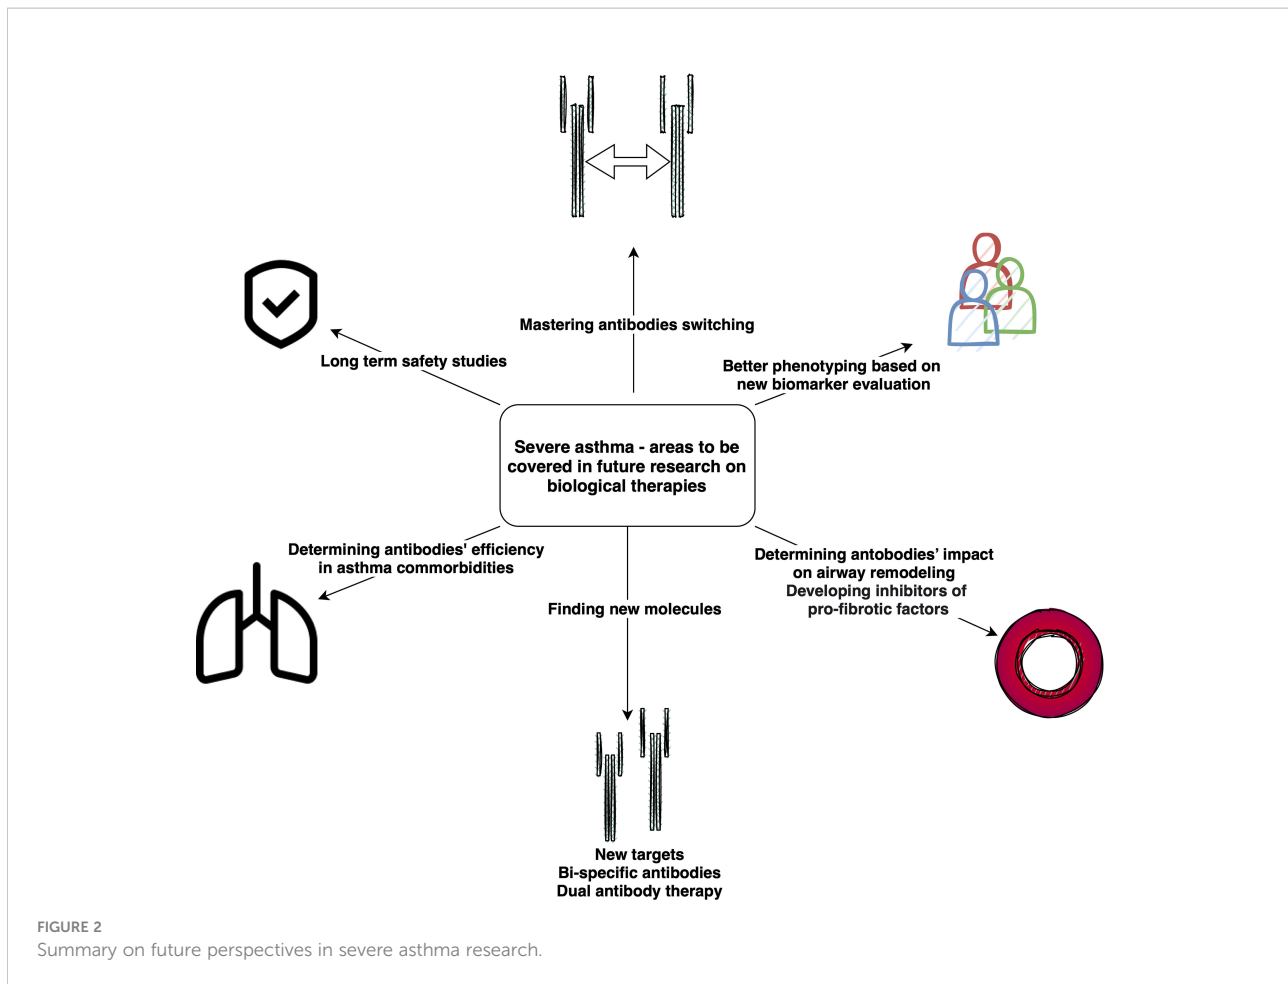 Mastering antibodies switching
Long term safety studies
Better phenotyping based on
new biomarker evaluation
Severe asthma - areas to be
covered in future research on
biological therapies
Determining antibodies' efficiency
in asthma commorbidities
Determining antobodies’ impact
on airway remodeling
Developing inhibitors of
pro-fibrotic factors
Finding new molecules
New targets
Bi-specific antibodies
Dual antibody therapy
FIGURE 2
Summary on future perspectives in severe asthma research.